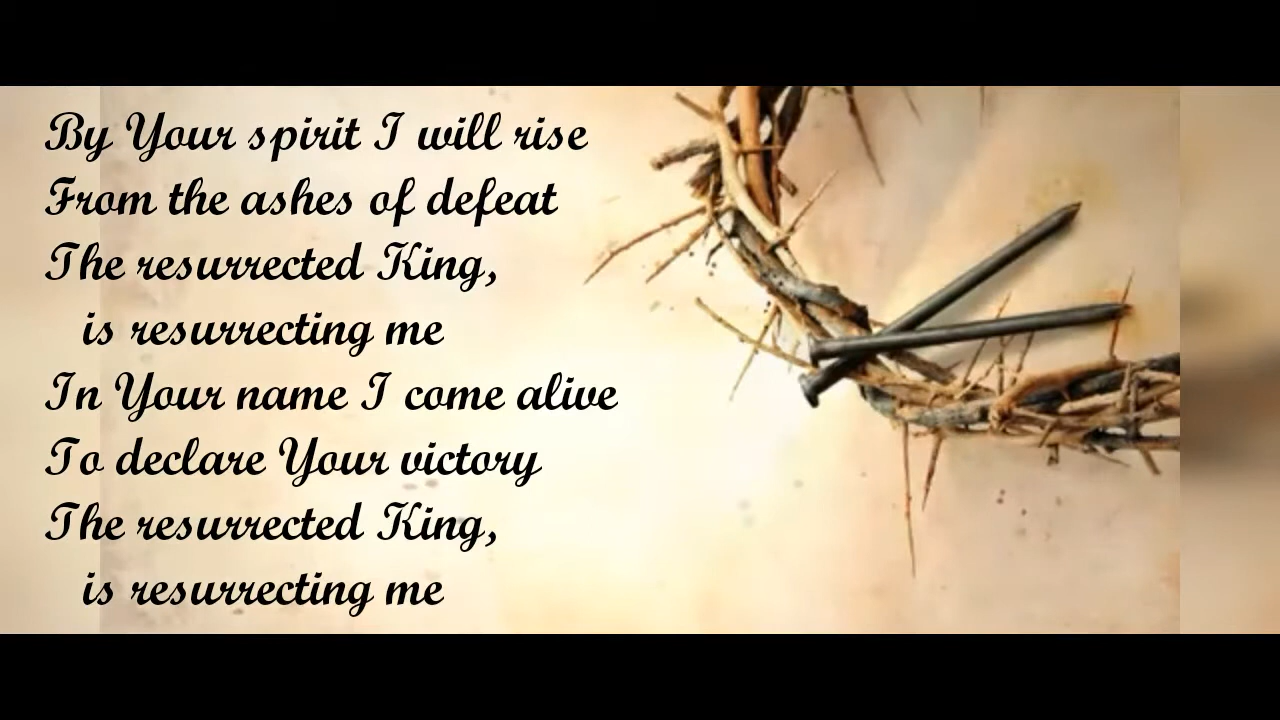 By Your spirit I will rise
From the ashes of defeat
The resurrected King,
is resurrecting me
In Your name I come alive
To declare Your victory
The resurrected King,
is resurrecting me